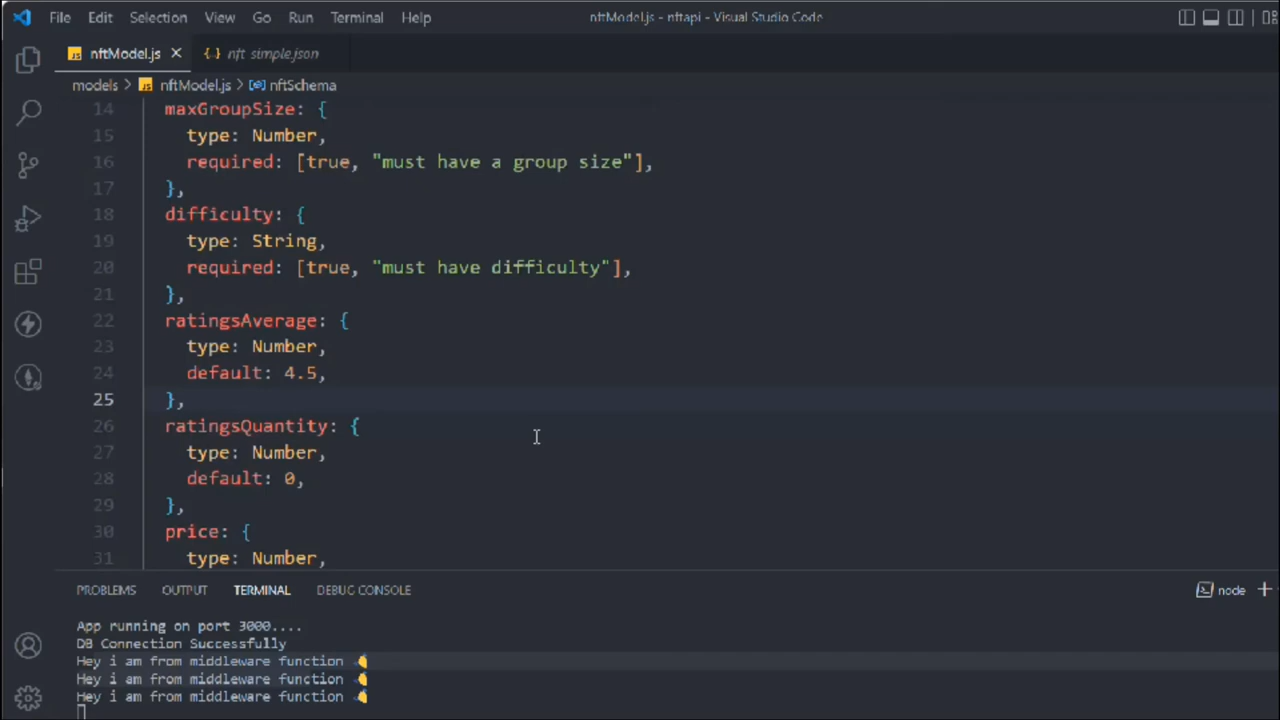 File Edit Selection View Go Run Terminal Help nftModel.js - nftapi - Visual Studio Code
nftModel.js nft simple.json
models > nftModel.js > nftSchema
14 maxGroupSize: {
15 type: Number,
16 required: [true, "must have a group size"],
17 },
18 difficulty: {
19 type: String,
20 required: [true, "must have difficulty"],
21 },
22 ratingsAverage: {
23 type: Number,
24 default: 4.5,
25 },
26 ratingsQuantity: {
27 type: Number,
28 default: 0,
29 },
30 price: {
31 type: Number,
PROBLEMS OUTPUT TERMINAL DEBUG CONSOLE node
App running on port 3000....
DB Connection Successfully
Hey i am from middleware function
Hey i am from middleware function
Hey i am from middleware function